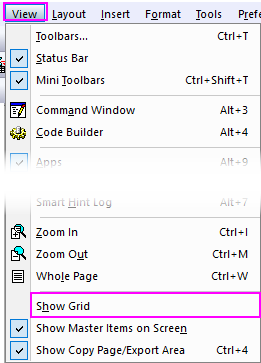 View Layout Insert Format Tools Prefe
Toolbars... Ctrl+T
Status Bar
Mini Toolbars Ctrl+Shift+T
Command Window Alt+3
Code Builder Alt+4
Apps Alt+9
Smart Hint Log Alt+7
Zoom In Ctrl+I
Zoom Out Ctrl+M
Whole Page Ctrl+W
Show Grid
Show Master Items on Screen
Show Copy Page/Export Area Ctrl+4